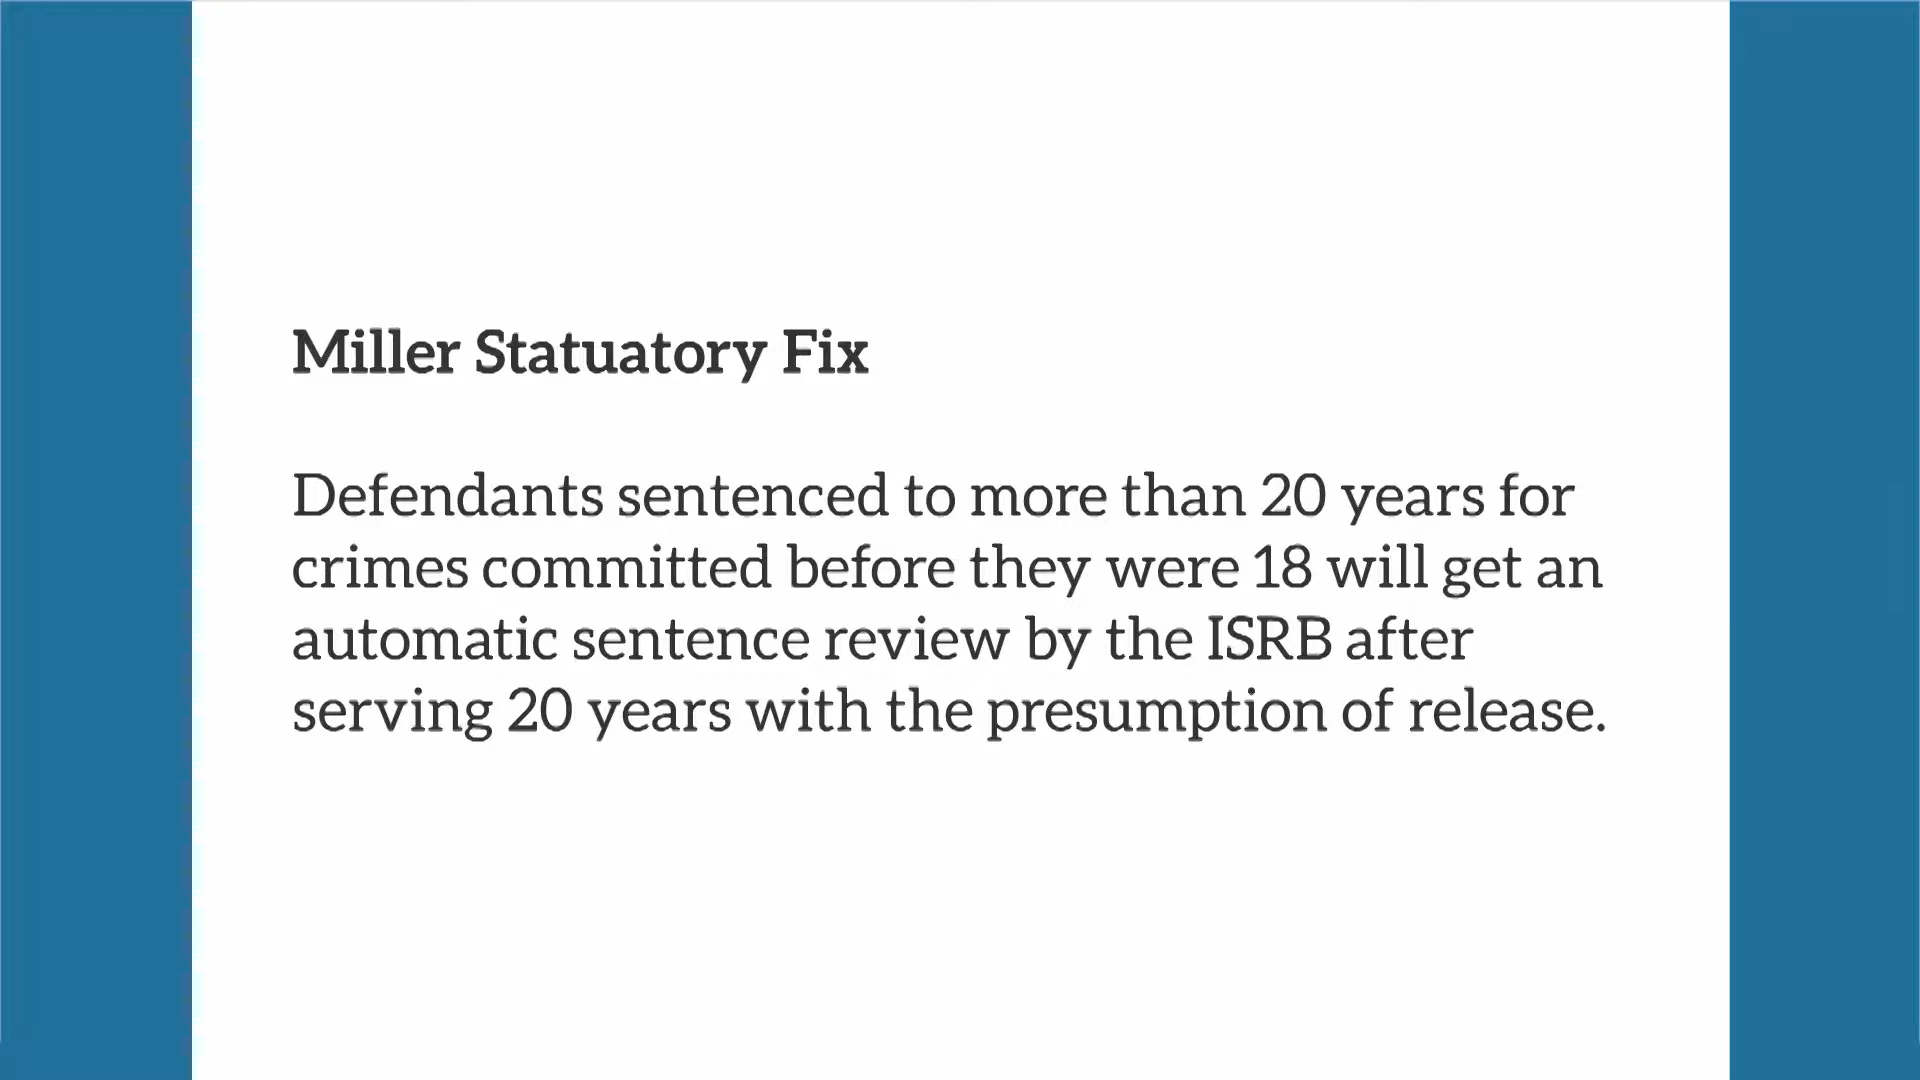 Miller Statuatory Fix
Defendants sentenced to more than 20 years for
crimes committed before they were 18 will get an
automatic sentence review by the ISRB after
serving 20 years with the presumption of release.